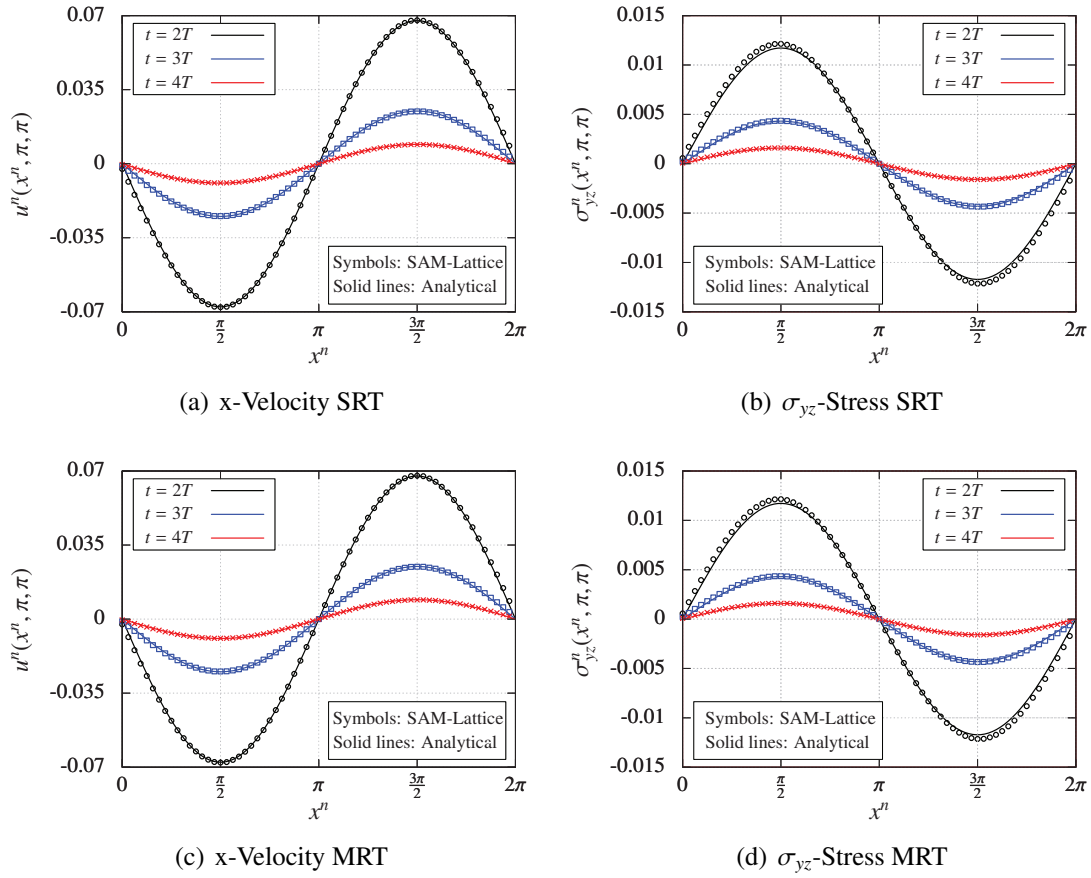 0.07
0.035
0
-0.035
-0.07
u^n(x^n, π, π)
t = 2T
t = 3T
t = 4T
Symbols: SAM-Lattice
Solid lines: Analytical
0 π/2 π 3π/2 2π
x^n
(a) x-Velocity SRT
0.015
0.01
0.005
0
-0.005
-0.01
-0.015
σ^n_yz(x^n, π, π)
t = 2T
t = 3T
t = 4T
Symbols: SAM-Lattice
Solid lines: Analytical
0 π/2 π 3π/2 2π
x^n
(b) σ_yz-Stress SRT
0.07
0.035
0
-0.035
-0.07
u^n(x^n, π, π)
t = 2T
t = 3T
t = 4T
Symbols: SAM-Lattice
Solid lines: Analytical
0 π/2 π 3π/2 2π
x^n
(c) x-Velocity MRT
0.015
0.01
0.005
0
-0.005
-0.01
-0.015
σ^n_yz(x^n, π, π)
t = 2T
t = 3T
t = 4T
Symbols: SAM-Lattice
Solid lines: Analytical
0 π/2 π 3π/2 2π
x^n
(d) σ_yz-Stress MRT